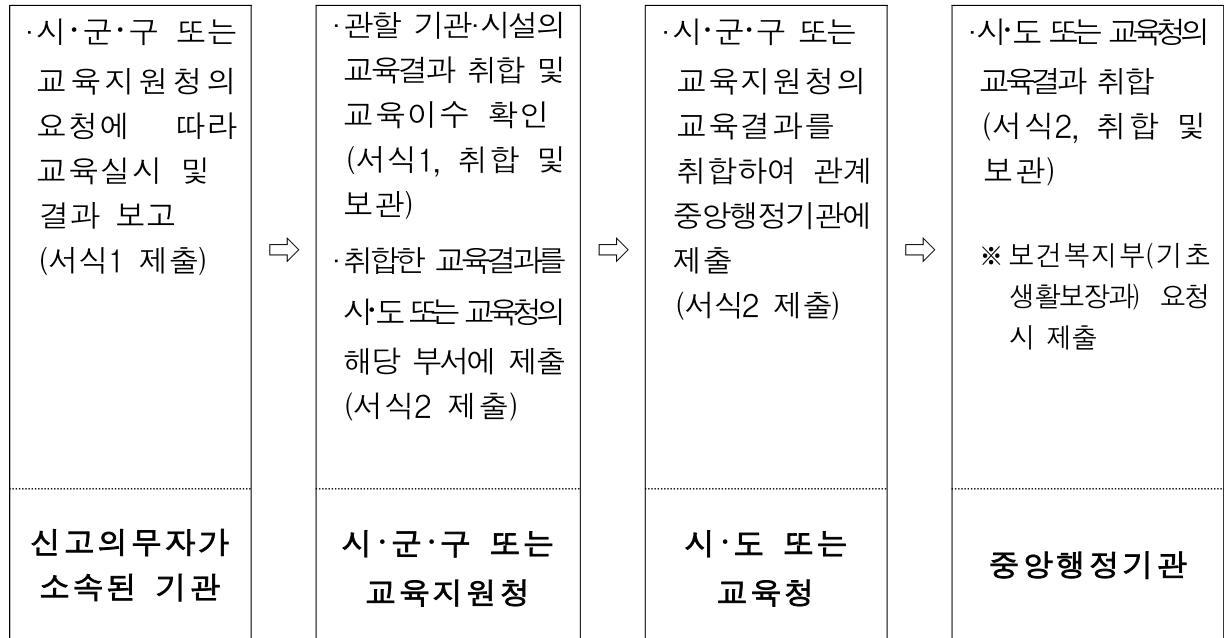 ·시·군·구 또는
교육지원청의
요청에 따라
교육실시 및
결과 보고
(서식1 제출)
신고의무자가
소속된 기관
⇨
·관할 기관·시설의
교육결과 취합 및
교육이수 확인
(서식1, 취합 및
보관)
·취합한 교육결과를
시·도 또는 교육청의
해당 부서에 제출
(서식2 제출)
시·군·구 또는
교육지원청
⇨
·시·군·구 또는
교육지원청의
교육결과를
취합하여 관계
중앙행정기관에
제출
(서식2 제출)
시·도 또는
교육청
⇨
·시·도 또는 교육청의
교육결과 취합
(서식2, 취합 및
보관)
※ 보건복지부(기초
생활보장과) 요청
시 제출
중앙행정기관